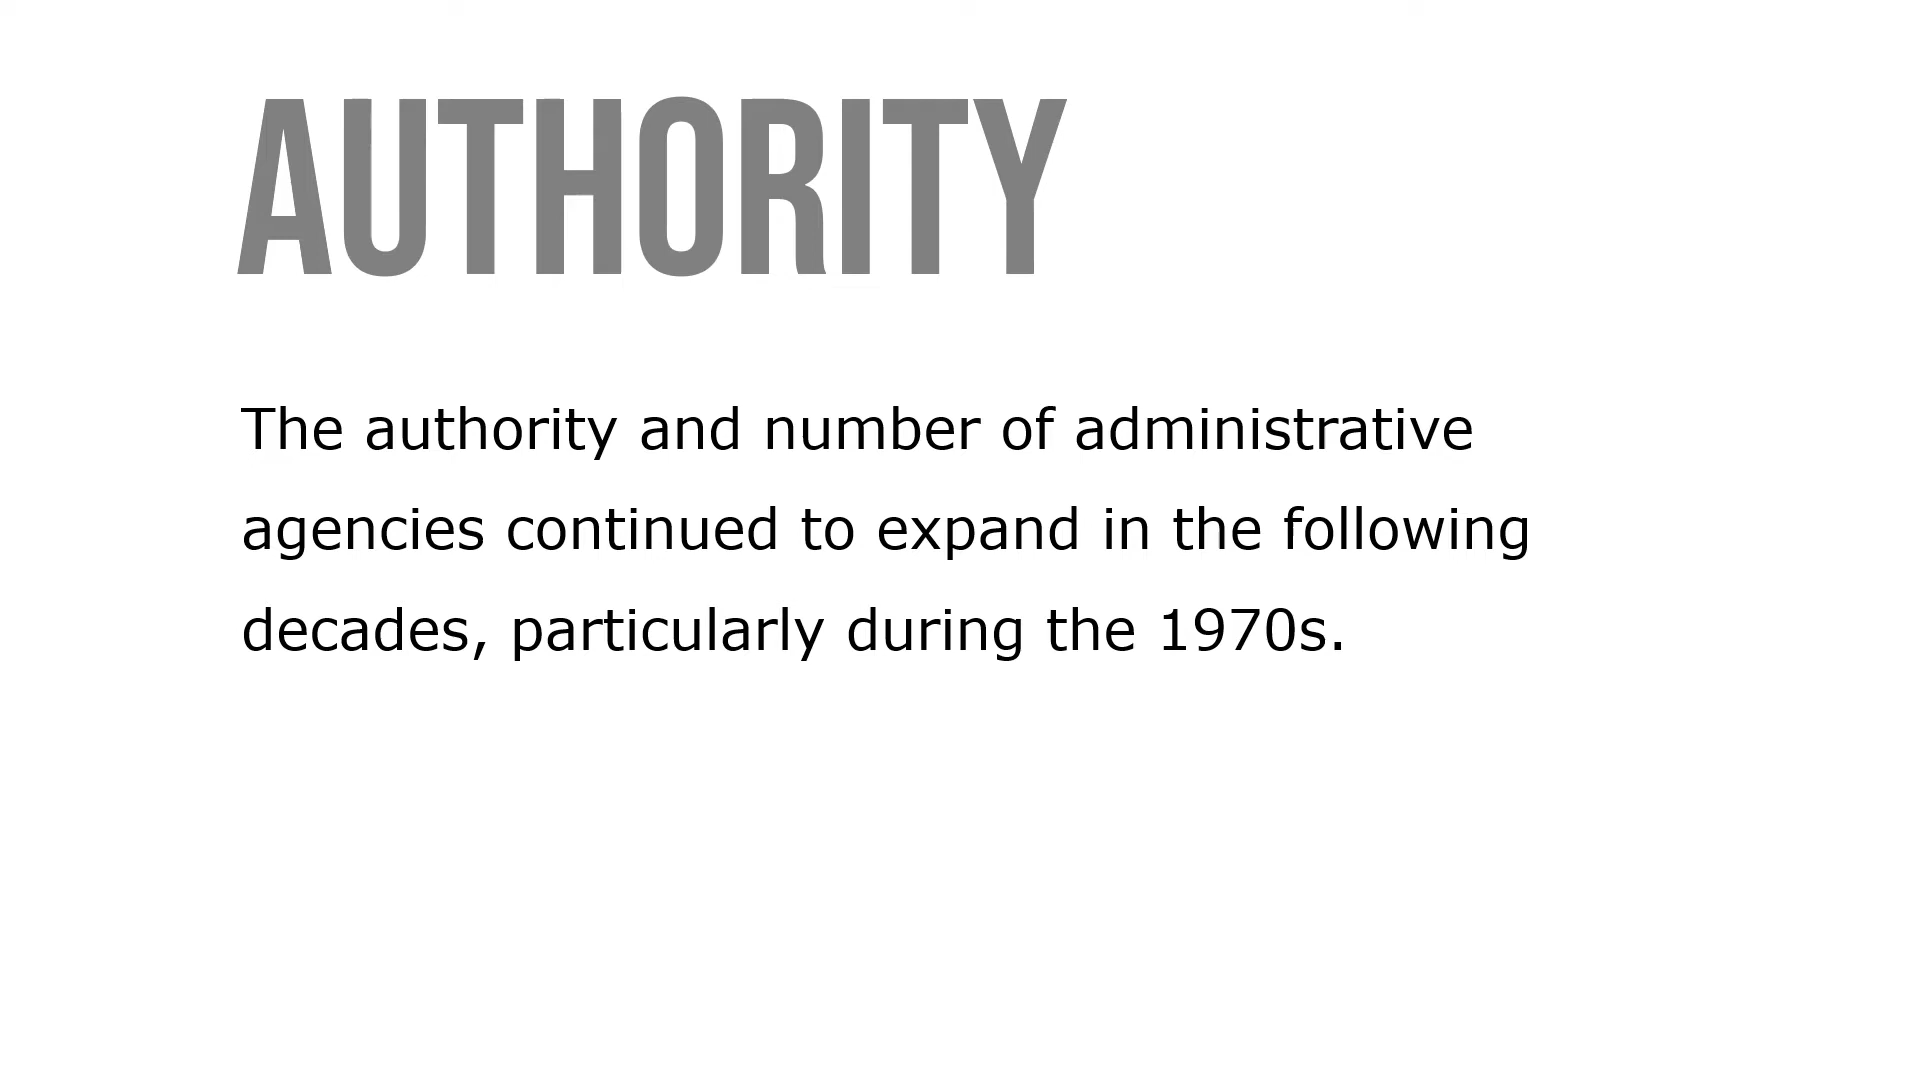 AUTHORITY
The authority and number of administrative
agencies continued to expand in the following
decades, particularly during the 1970s.